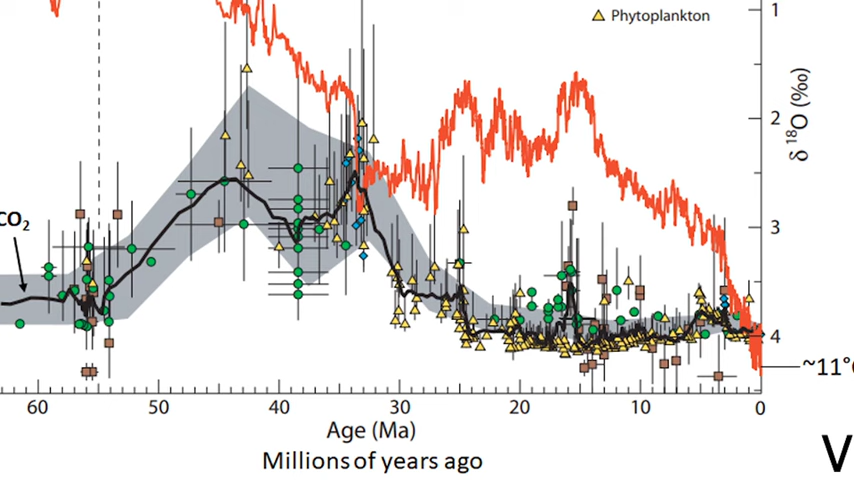 1
Phytoplankton
2
3
4
δ 18O (‰)
CO2
~11°
60 50 40 30 20 10 0
Age (Ma)
Millions of years ago
V